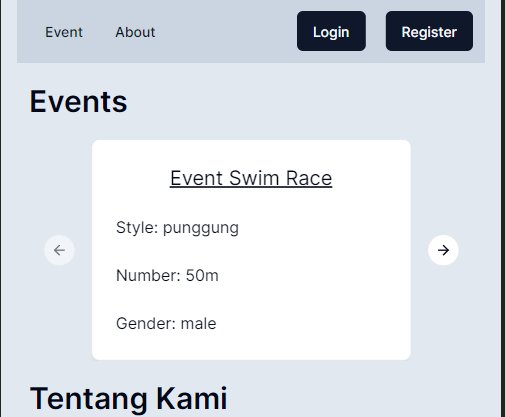 Event About Login Register
Events
Event Swim Race
Style: punggung
Number: 50m
Gender: male
Tentang Kami